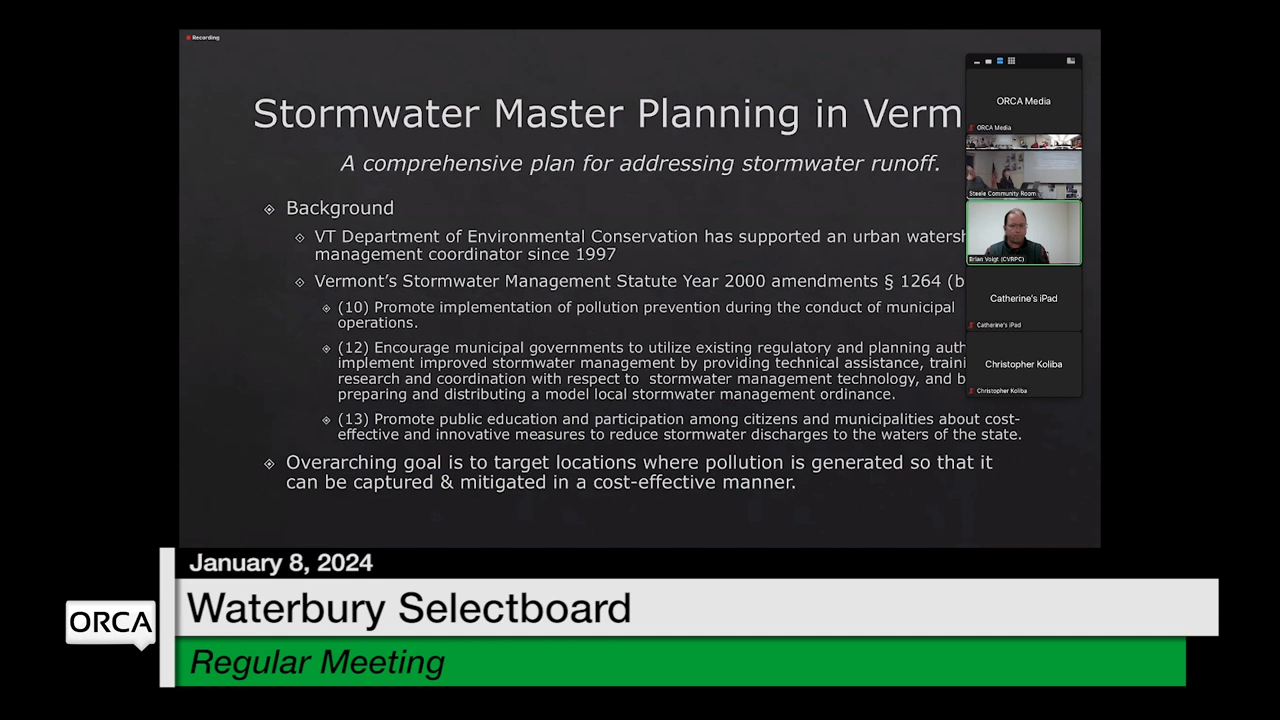 Recording
Stormwater Master Planning in Verm
A comprehensive plan for addressing stormwater runoff.
Background
VT Department of Environmental Conservation has supported an urban watersh
management coordinator since 1997
Vermont's Stormwater Management Statute Year 2000 amendments § 1264 (b
(10) Promote implementation of pollution prevention during the conduct of municipal
operations.
(12) Encourage municipal governments to utilize existing regulatory and planning auth
implement improved stormwater management by providing technical assistance, traini
research and coordination with respect to stormwater management technology, and b
preparing and distributing a model local stormwater management ordinance.
(13) Promote public education and participation among citizens and municipalities about cost-
effective and innovative measures to reduce stormwater discharges to the waters of the state.
Overarching goal is to target locations where pollution is generated so that it
can be captured & mitigated in a cost-effective manner.
ORCA Media
ORCA Media
Steele Community Room
Brian Voigt (CVRPC)
Catherine's iPad
Catherine's iPad
Christopher Koliba
Christopher Koliba
January 8, 2024
ORCA
Waterbury Selectboard
Regular Meeting